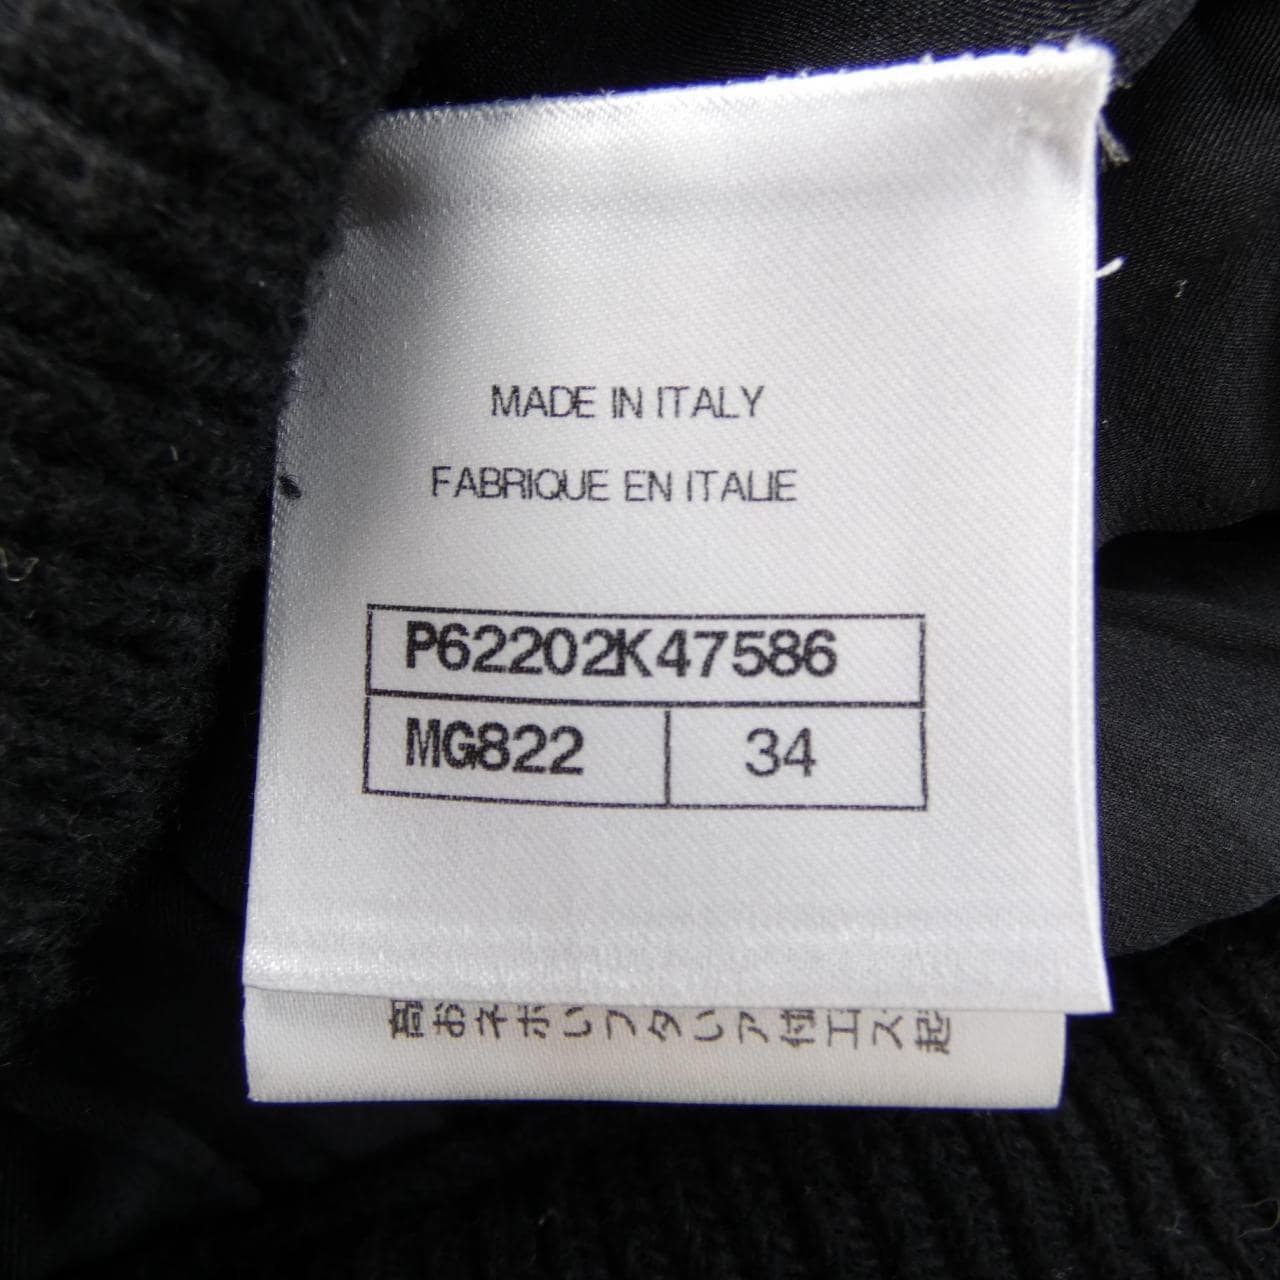 MADE IN ITALY
FABRIQUE EN ITALIE
P62202K47586
MG822 34